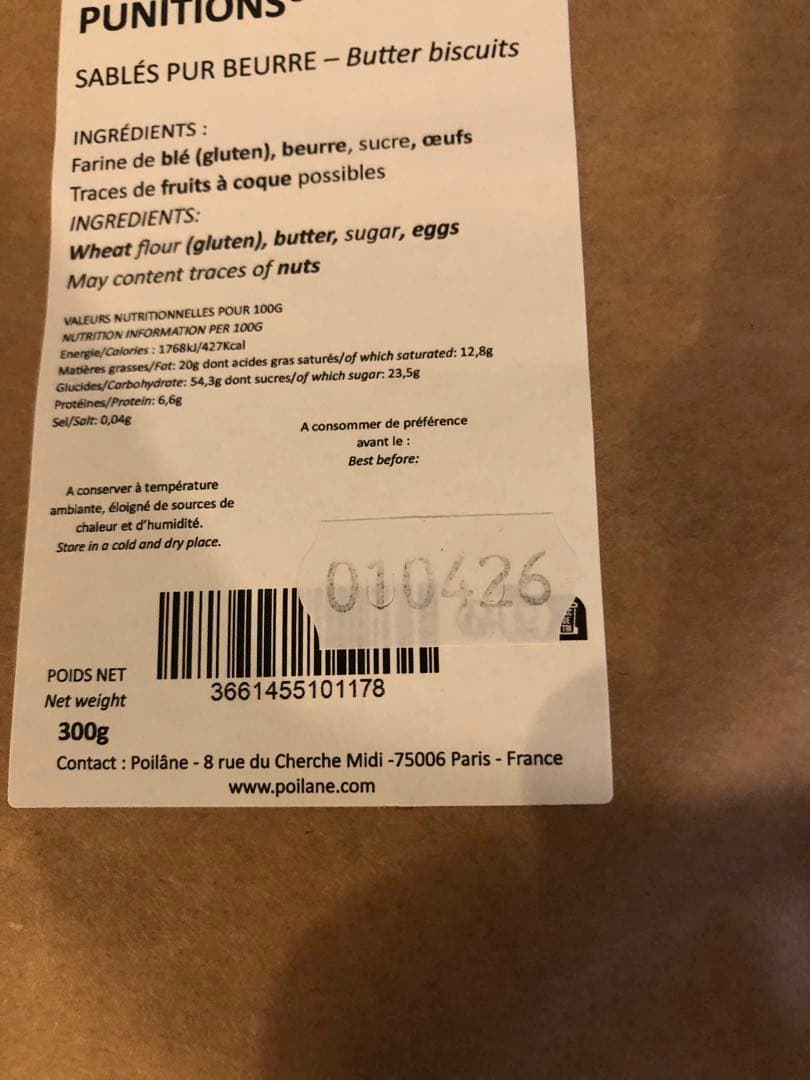 PUNITIONS
SABLÉS PUR BEURRE – Butter biscuits
INGRÉDIENTS :
Farine de blé (gluten), beurre, sucre, œufs
Traces de fruits à coque possibles
INGREDIENTS:
Wheat flour (gluten), butter, sugar, eggs
May content traces of nuts
VALEURS NUTRITIONNELLES POUR 100G
NUTRITION INFORMATION PER 100G
Energie/Calories : 1768kJ/427Kcal
Matières grasses/Fat: 20g dont acides gras saturés/of which saturated: 12,8g
Glucides/Carbohydrate: 54,3g dont sucres/of which sugar: 23,5g
Protéines/Protein: 6,6g
Sel/Salt: 0,04g
A consommer de préférence
avant le :
Best before:
A conserver à température
ambiante, éloigné de sources de
chaleur et d’humidité.
Store in a cold and dry place.
010426
3661455101178
POIDS NET
Net weight
300g
Contact : Poilâne - 8 rue du Cherche Midi -75006 Paris - France
www.poilane.com